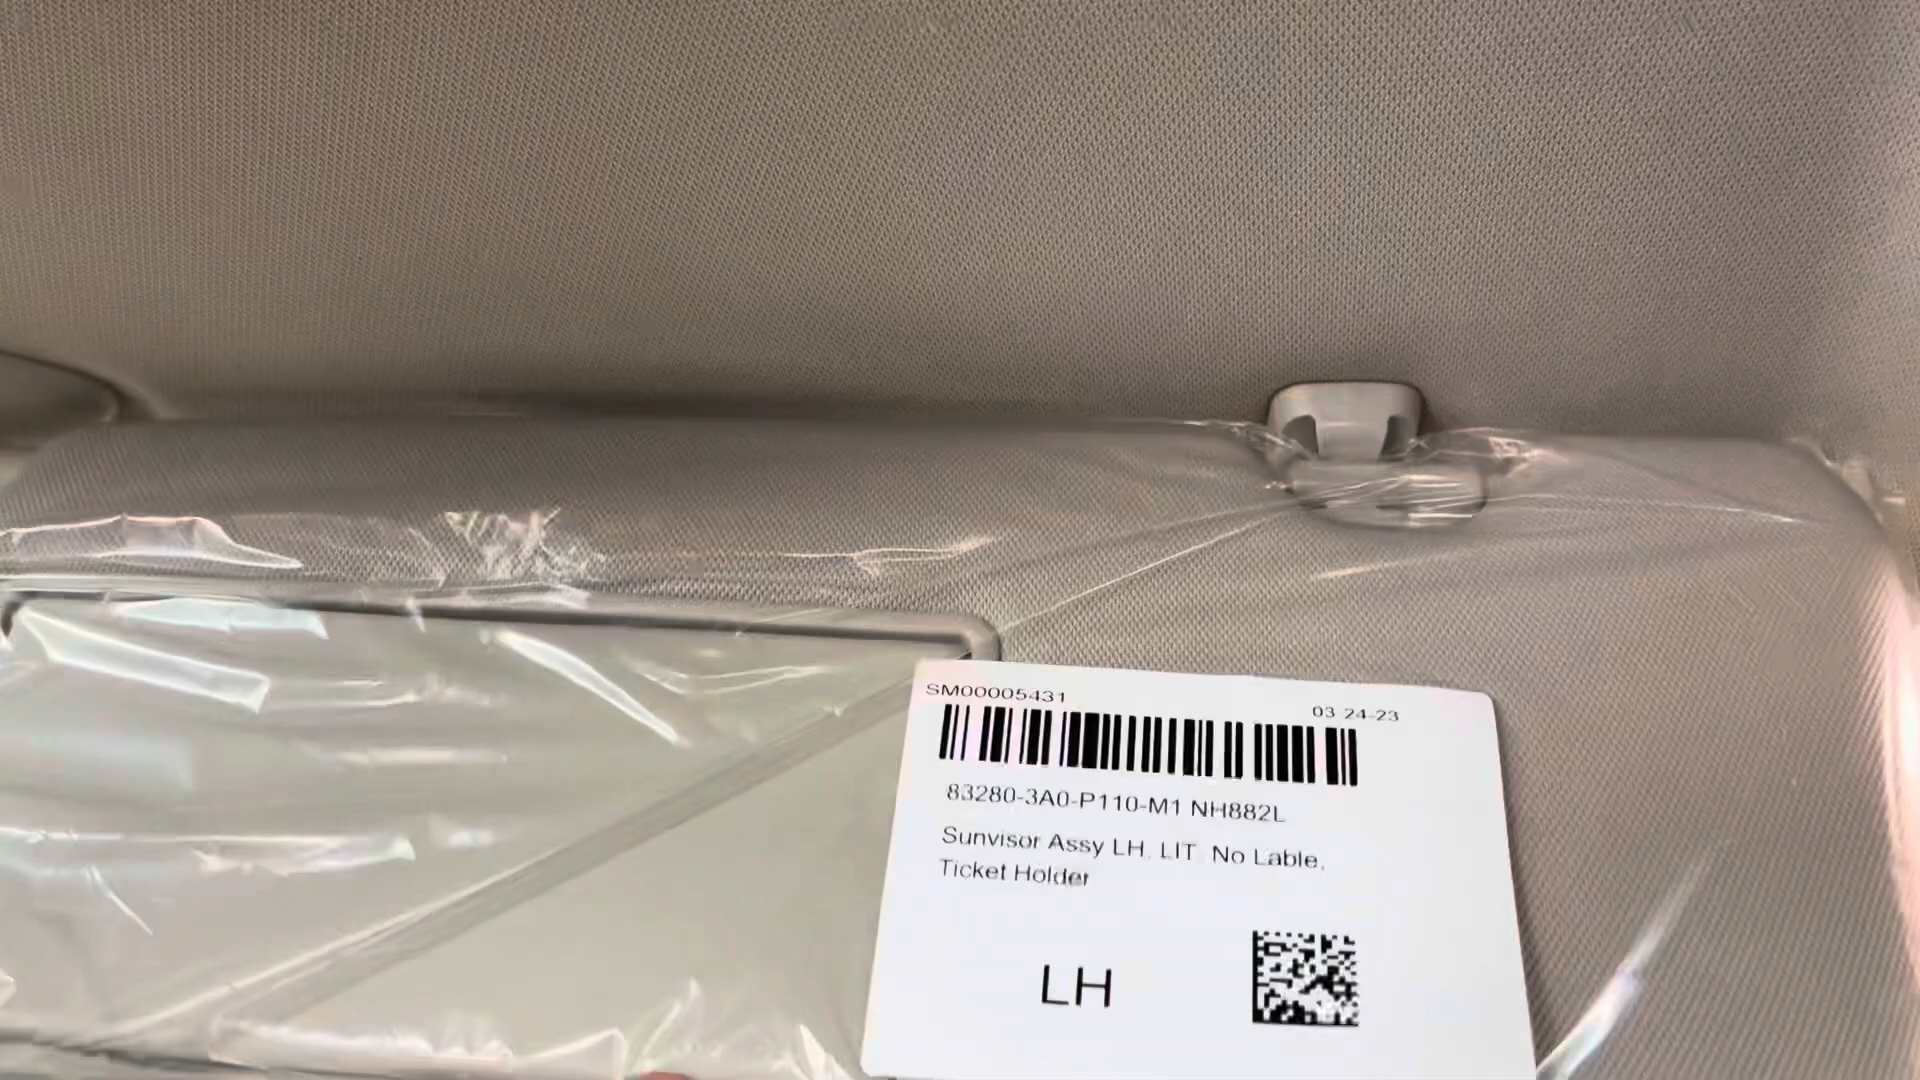 SM00005431
03 24-23
83280-3A0-P110-M1 NH882L
Sunvisor Assy LH, LIT, No Lable,
Ticket Holder
LH